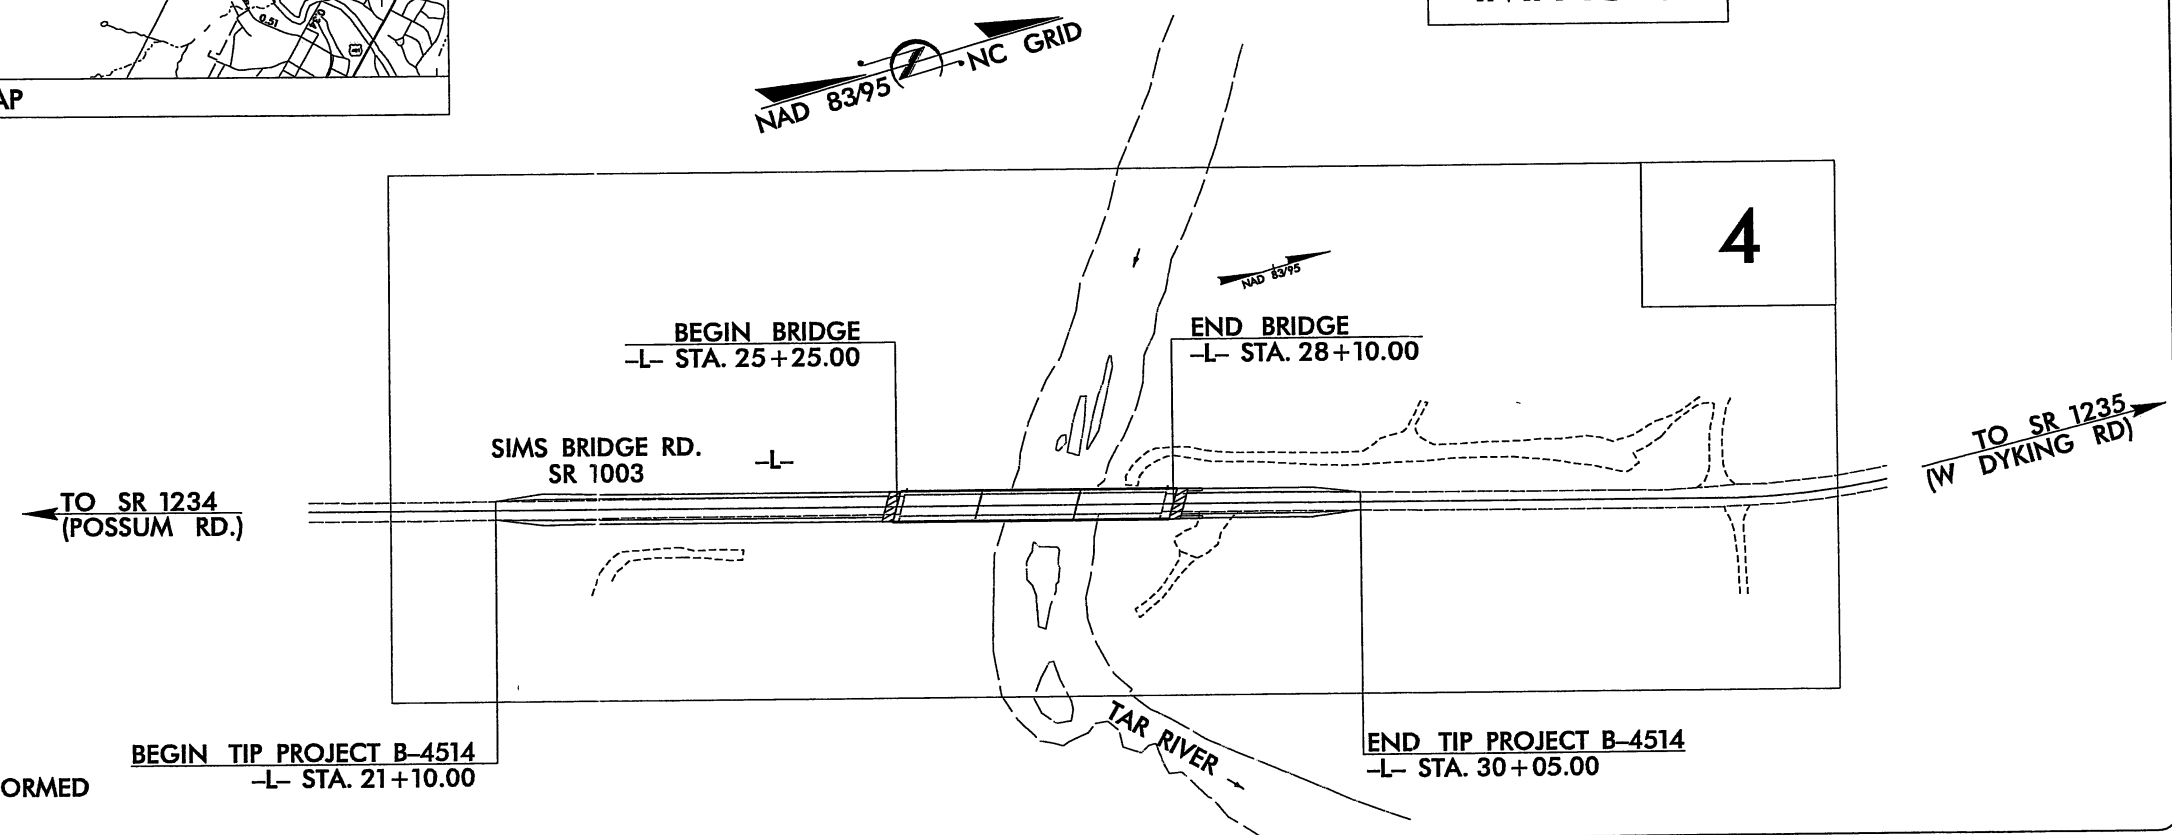 0.51
AP
NAD 83/95
NC GRID
4
NAD 83/95
BEGIN BRIDGE
-L- STA. 25+25.00
END BRIDGE
-L- STA. 28+10.00
SIMS BRIDGE RD.
SR 1003
-L-
TO SR 1234
(POSSUM RD.)
TO SR 1235
(W DYKING RD)
TAR RIVER
BEGIN TIP PROJECT B-4514
-L- STA. 21+10.00
END TIP PROJECT B-4514
-L- STA. 30+05.00
ORMED